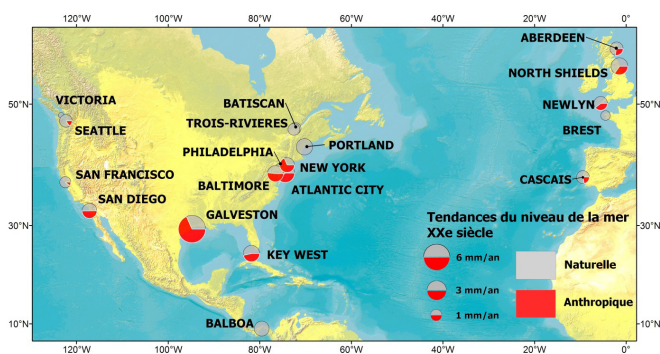 120°W
100°W
80°W
60°W
40°W
20°W
0°
ABERDEEN
NORTH SHIELDS
50°N
50°N
VICTORIA
BATISCAN
NEWLYN
SEATTLE
TROIS-RIVIERES
BREST
PORTLAND
PHILADELPHIA
NEW YORK
SAN FRANCISCO
BALTIMORE
ATLANTIC CITY
CASCAIS
SAN DIEGO
GALVESTON
Tendances du niveau de la mer
XXe siècle
30°N
30°N
KEY WEST
6 mm/an
Naturelle
3 mm/an
Anthropique
1 mm/an
BALBOA
10°N
10°N
120°W
100°W
80°W
60°W
40°W
20°W
0°